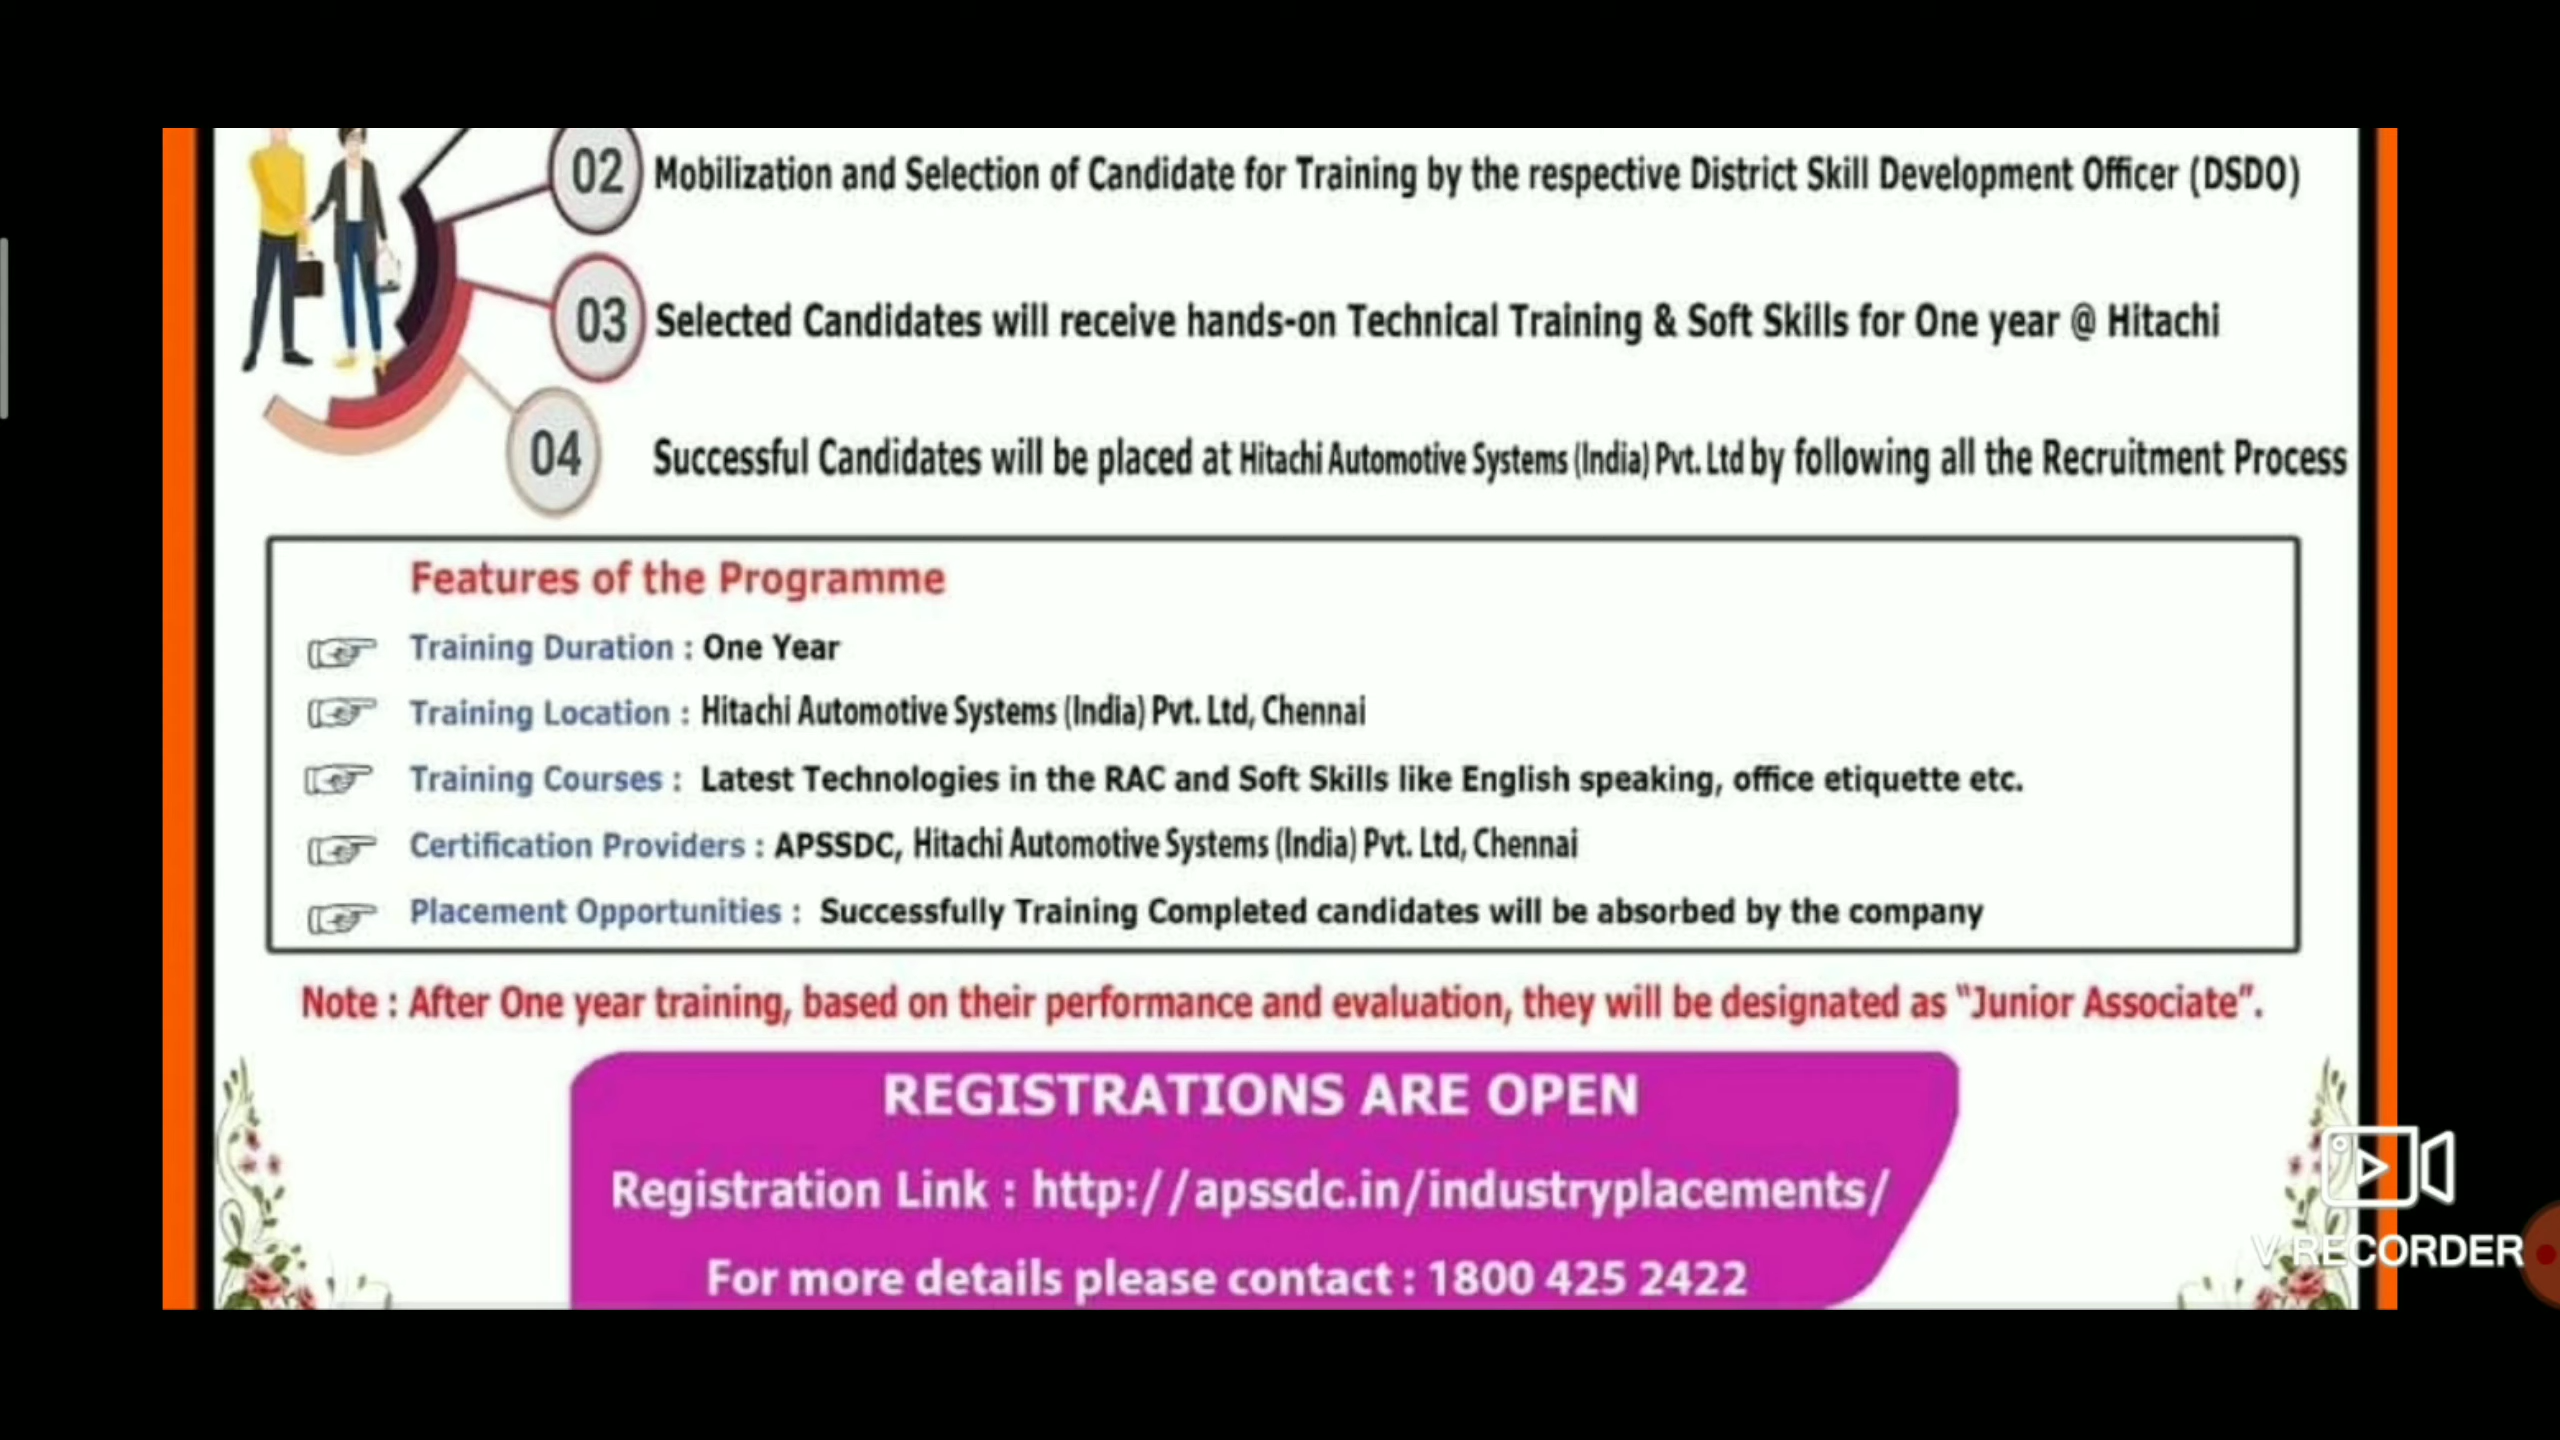 02 Mobilization and Selection of Candidate for Training by the respective District Skill Development Officer (DSDO)
03 Selected Candidates will receive hands-on Technical Training & Soft Skills for One year @ Hitachi
04 Successful Candidates will be placed at Hitachi Automotive Systems (India) Pvt. Ltd by following all the Recruitment Process
Features of the Programme
Training Duration : One Year
Training Location : Hitachi Automotive Systems (India) Pvt. Ltd, Chennai
Training Courses : Latest Technologies in the RAC and Soft Skills like English speaking, office etiquette etc.
Certification Providers : APSSDC, Hitachi Automotive Systems (India) Pvt. Ltd, Chennai
Placement Opportunities : Successfully Training Completed candidates will be absorbed by the company
Note : After One year training, based on their performance and evaluation, they will be designated as "Junior Associate".
REGISTRATIONS ARE OPEN
Registration Link : http://apssdc.in/industryplacements/
For more details please contact : 1800 425 2422
V RECORDER